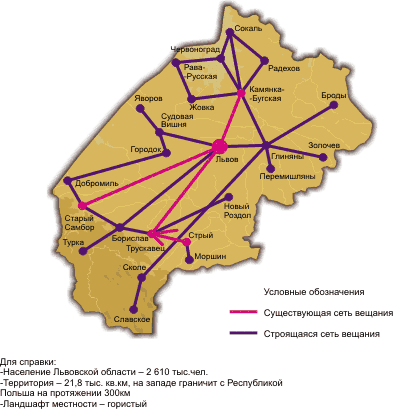 Сокаль
Червоноград
Рава-
-Русская
Радехов
Камянка-
-Бугская
Жовка
Яворов
Броды
Судовая
Вишня
Городок
Львов
Глиняны
Золочев
Перемишляны
Добромиль
Старый
Самбор
Новый
Роздол
Турка
Борислав
Трускавец
Стрый
Моршин
Сколе
Славское
Условные обозначения
Существующая сеть вещания
Строящаяся сеть вещания
Для справки:
-Население Львовской области – 2 610 тыс.чел.
-Территория – 21,8 тыс. кв.км, на западе граничит с Республикой
Польша на протяжении 300км
-Ландшафт местности – гористый